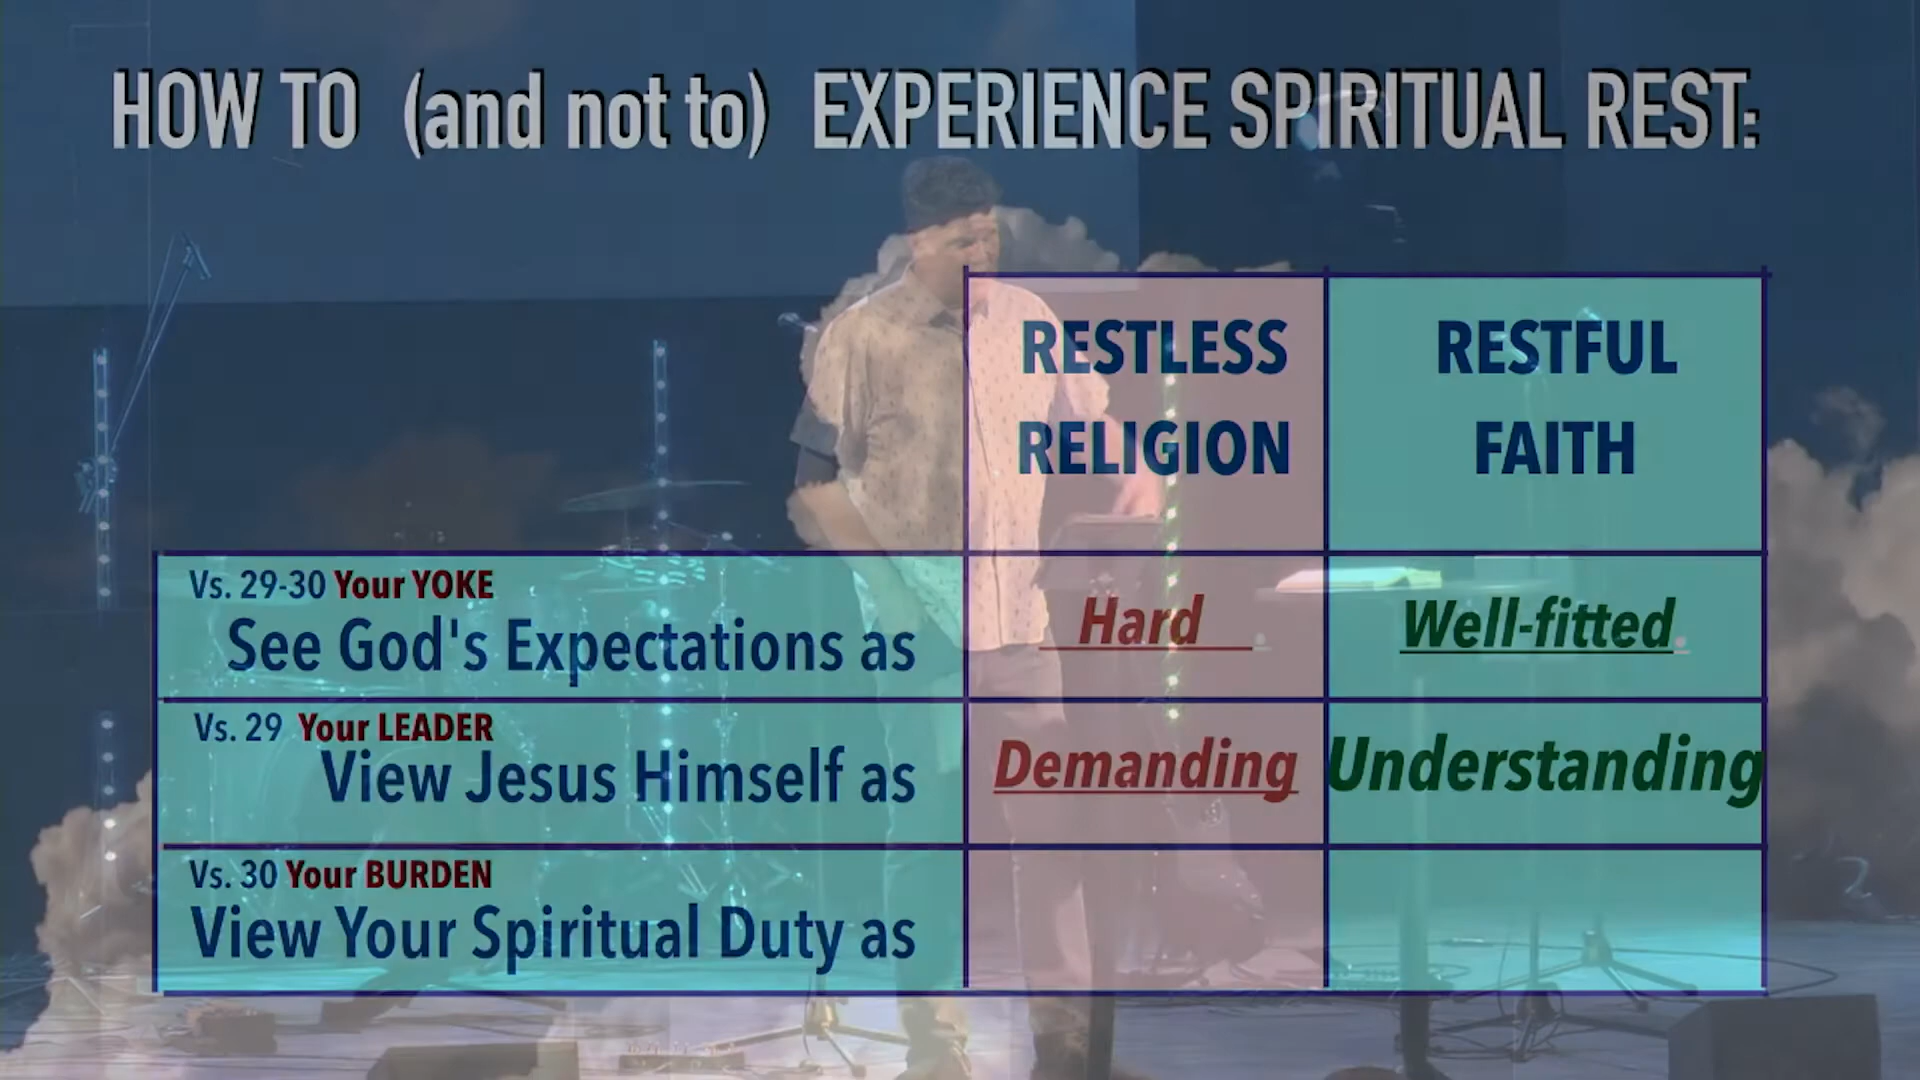 HOW TO (and not to) EXPERIENCE SPIRITUAL REST:
RESTLESS
RELIGION
RESTFUL
FAITH
Vs. 29-30 Your YOKE
See God's Expectations as
Hard
Well-fitted.
Vs. 29 Your LEADER
View Jesus Himself as
Demanding
Understanding
Vs. 30 Your BURDEN
View Your Spiritual Duty as